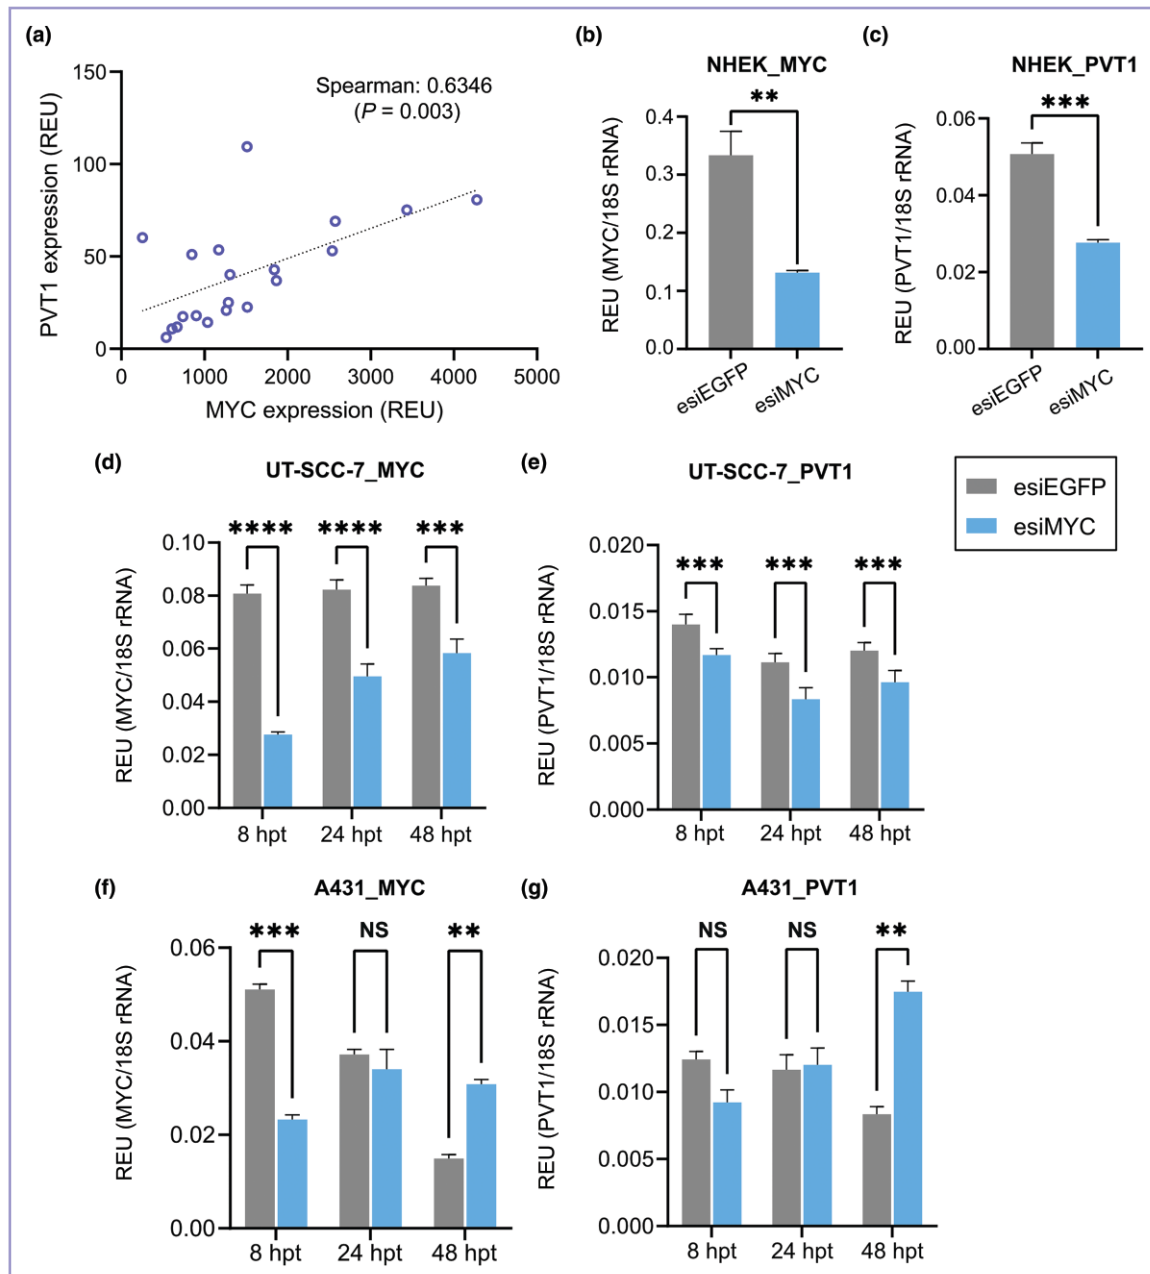 (a)
Spearman: 0.6346
(P = 0.003)
PVT1 expression (REU)
150
100
50
0
0 1000 2000 3000 4000 5000
MYC expression (REU)
(b)
NHEK_MYC
**
REU (MYC/18S rRNA)
0.4
0.3
0.2
0.1
0.0
esiEGFP esiMYC
(c)
NHEK_PVT1
***
REU (PVT1/18S rRNA)
0.06
0.04
0.02
0.00
esiEGFP esiMYC
(d)
UT-SCC-7_MYC
**** **** ***
REU (MYC/18S rRNA)
0.10
0.08
0.06
0.04
0.02
0.00
8 hpt 24 hpt 48 hpt
(e)
UT-SCC-7_PVT1
*** *** ***
REU (PVT1/18S rRNA)
0.020
0.015
0.010
0.005
0.000
8 hpt 24 hpt 48 hpt
esiEGFP
esiMYC
(f)
A431_MYC
*** NS **
REU (MYC/18S rRNA)
0.06
0.04
0.02
0.00
8 hpt 24 hpt 48 hpt
(g)
A431_PVT1
NS NS **
REU (PVT1/18S rRNA)
0.020
0.015
0.010
0.005
0.000
8 hpt 24 hpt 48 hpt